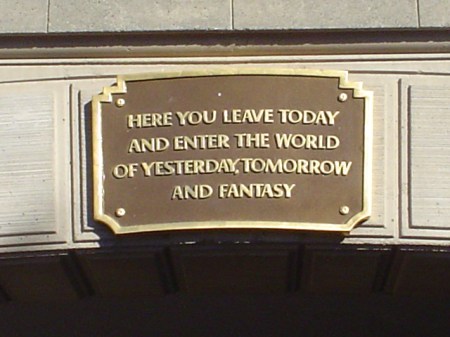 HERE YOU LEAVE TODAY
AND ENTER THE WORLD
OF YESTERDAY, TOMORROW
AND FANTASY